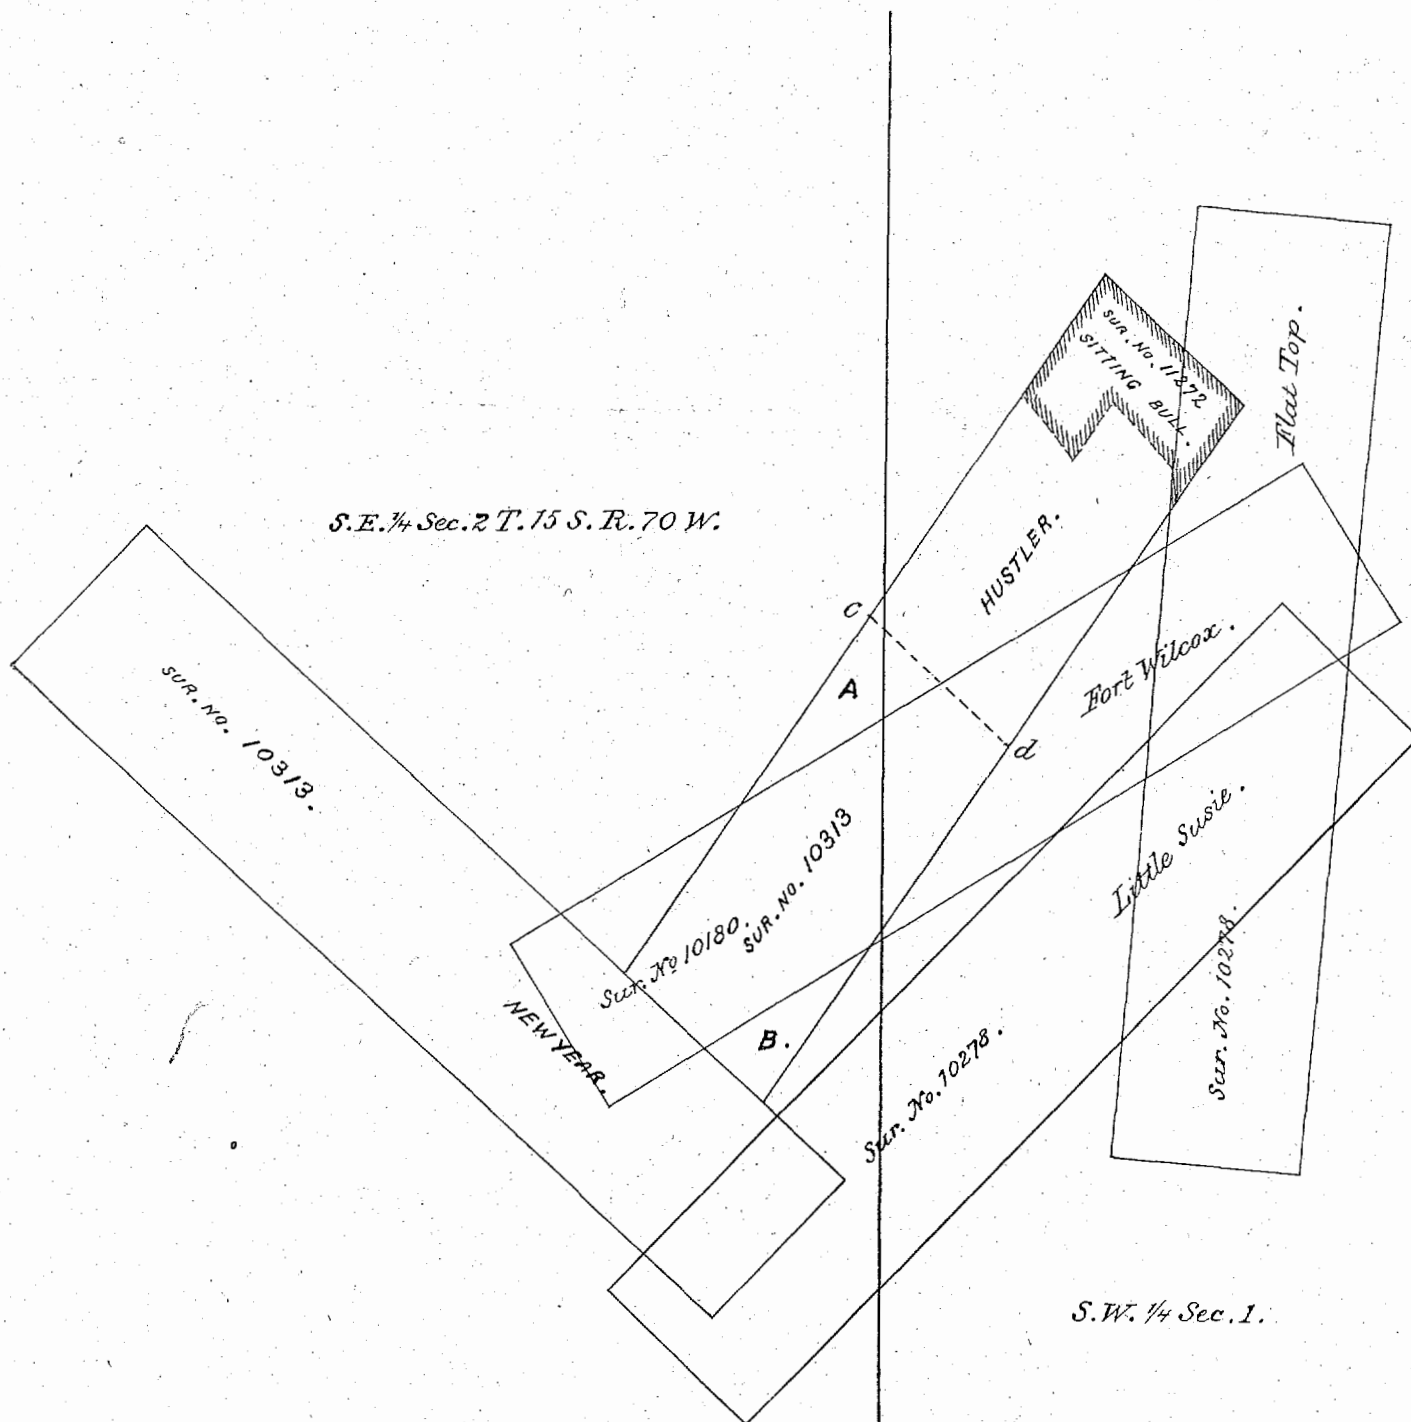 SUR. No. 11272
SITTING BULL.
Flat Top.
S.E. 1/4 Sec. 2 T. 15 S. R. 70 W.
HUSTLER.
c
A
Fort Wilcox.
d
SUR. NO. 10313.
Little Susie.
SUR. NO. 10313
Sur. No 10180.
Sur. No. 10278.
NEW YEAR.
B.
Sur. No. 10278.
S.W. 1/4 Sec. 1.